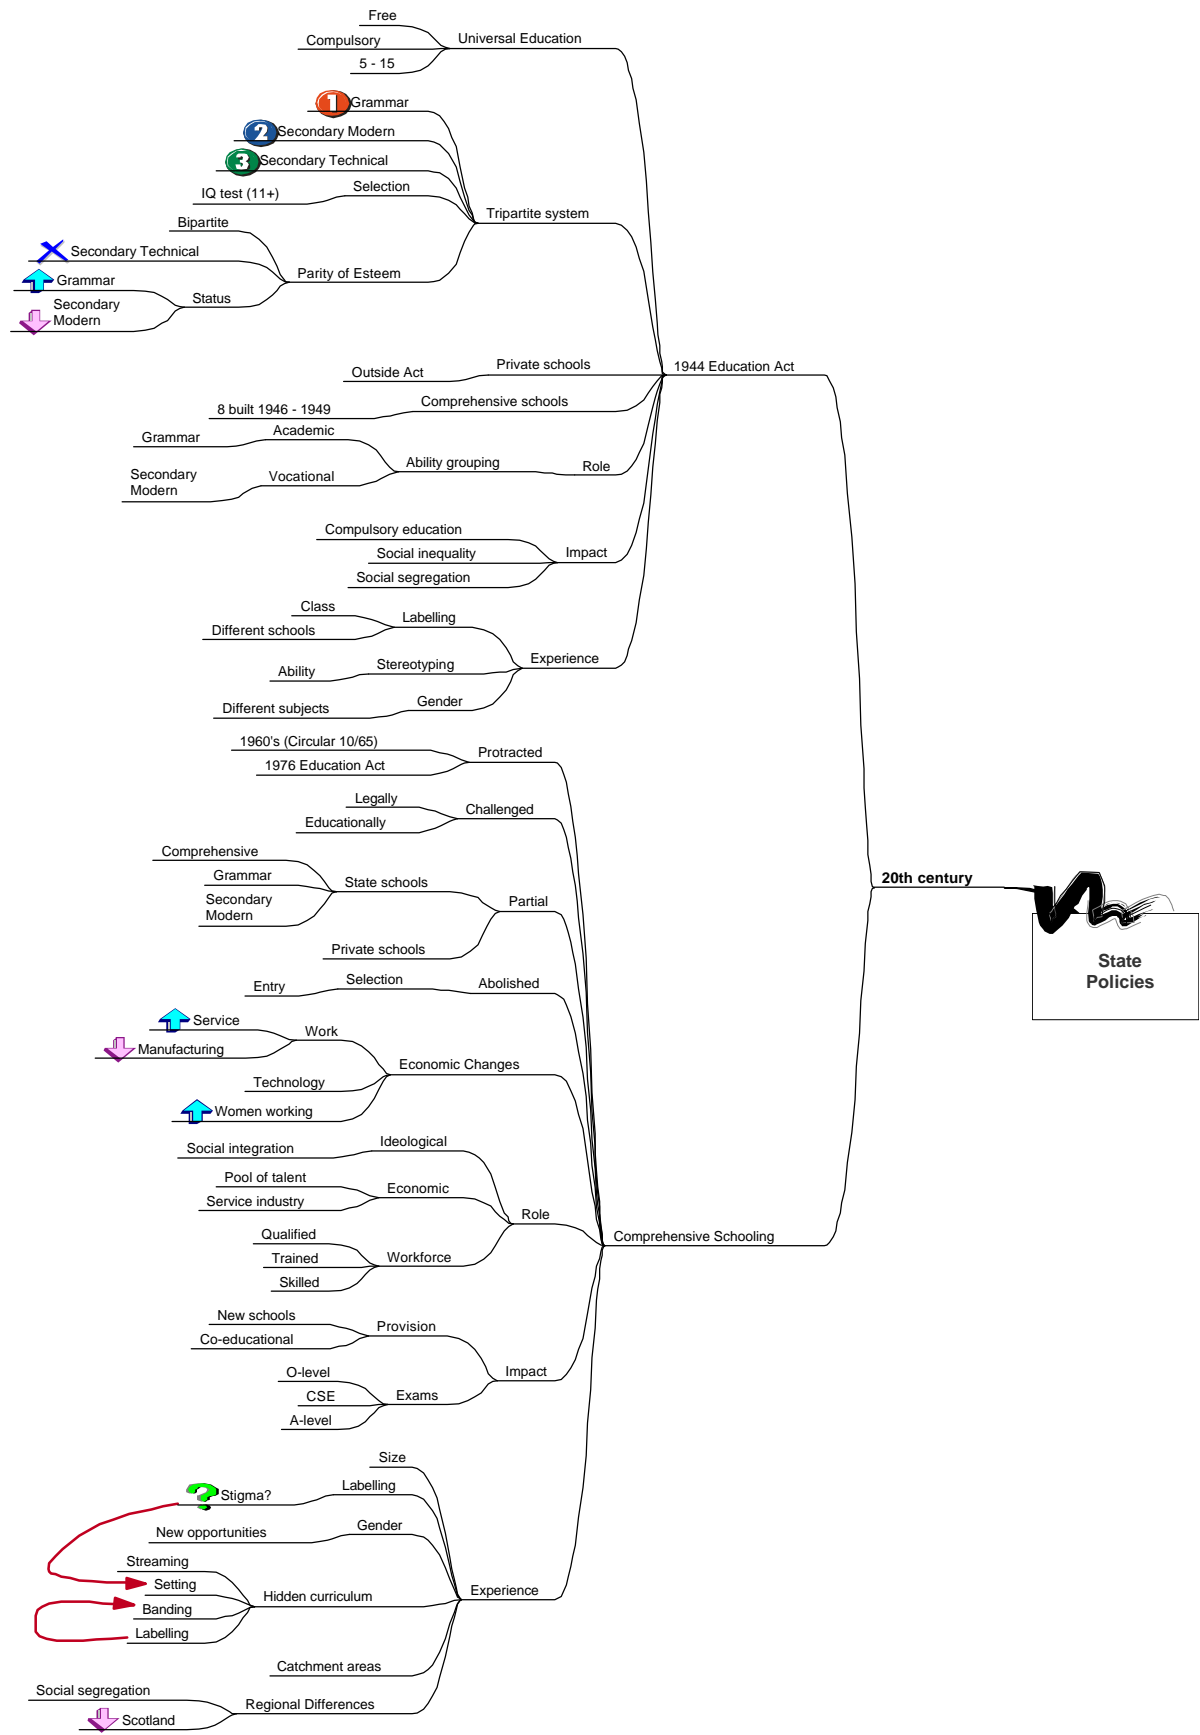 Free
Compulsory
Universal Education
5 - 15
1 Grammar
2 Secondary Modern
3 Secondary Technical
IQ test (11+)
Selection
Tripartite system
Bipartite
Secondary Technical
Parity of Esteem
Grammar
Status
Secondary
Modern
Outside Act
Private schools
1944 Education Act
8 built 1946 - 1949
Comprehensive schools
Grammar
Academic
Ability grouping
Role
Secondary
Modern
Vocational
Compulsory education
Social inequality
Impact
Social segregation
Class
Labelling
Different schools
Experience
Ability
Stereotyping
Different subjects
Gender
1960's (Circular 10/65)
Protracted
1976 Education Act
Legally
Challenged
Educationally
Comprehensive
Grammar
State schools
Secondary
Modern
Partial
Private schools
20th century
State
Policies
Entry
Selection
Abolished
Service
Work
Manufacturing
Economic Changes
Technology
Women working
Social integration
Ideological
Pool of talent
Economic
Service industry
Role
Qualified
Trained
Workforce
Skilled
Comprehensive Schooling
New schools
Provision
Co-educational
Impact
O-level
CSE
Exams
A-level
Size
? Stigma?
Labelling
New opportunities
Gender
Streaming
Setting
Hidden curriculum
Experience
Banding
Labelling
Catchment areas
Social segregation
Regional Differences
Scotland